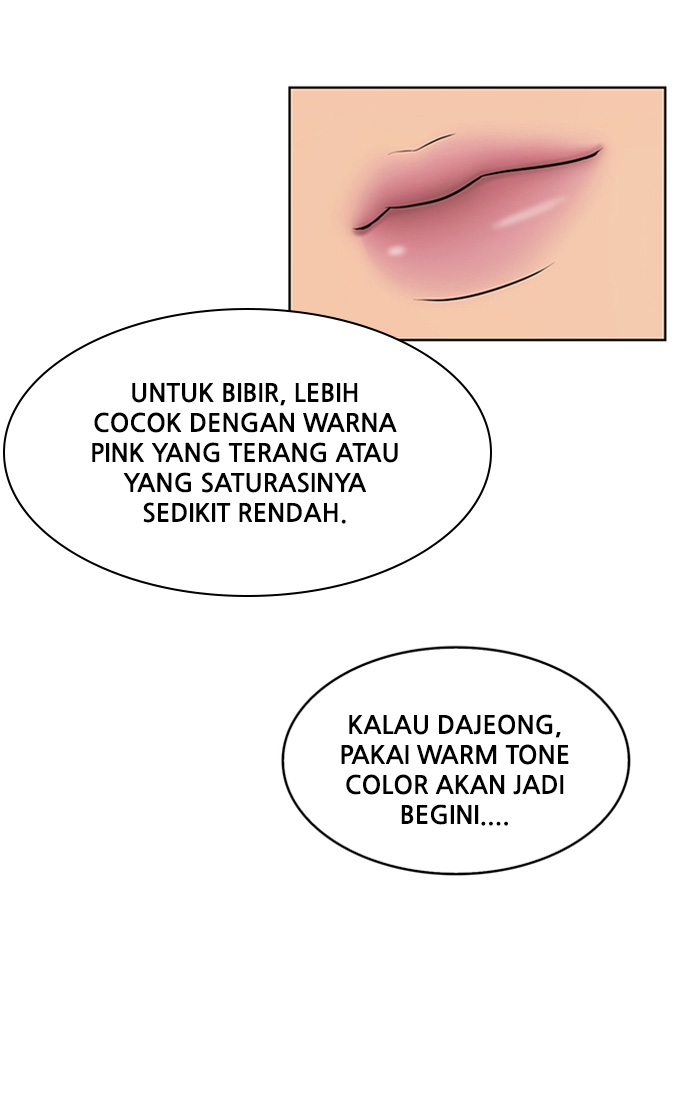 UNTUK BIBIR, LEBIH
COCOK DENGAN WARNA
PINK YANG TERANG ATAU
YANG SATURASINYA
SEDIKIT RENDAH.
KALAU DAJEONG,
PAKAI WARM TONE
COLOR AKAN JADI
BEGINI....